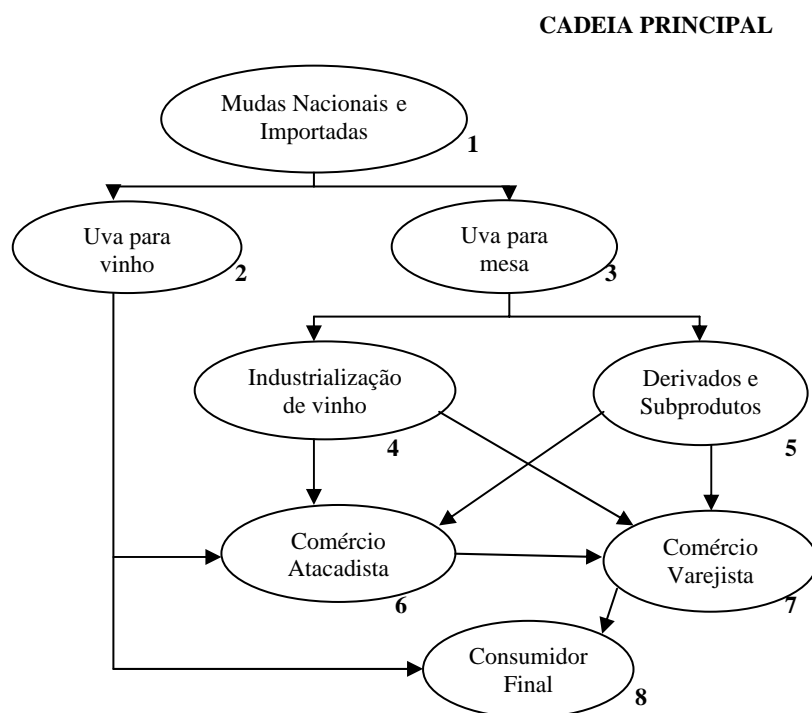 CADEIA PRINCIPAL
Mudas Nacionais e
Importadas
1
Uva para
vinho
2
Uva para
mesa
3
Industrialização
de vinho
4
Derivados e
Subprodutos
5
Comércio
Atacadista
6
Comércio
Varejista
7
Consumidor
Final
8